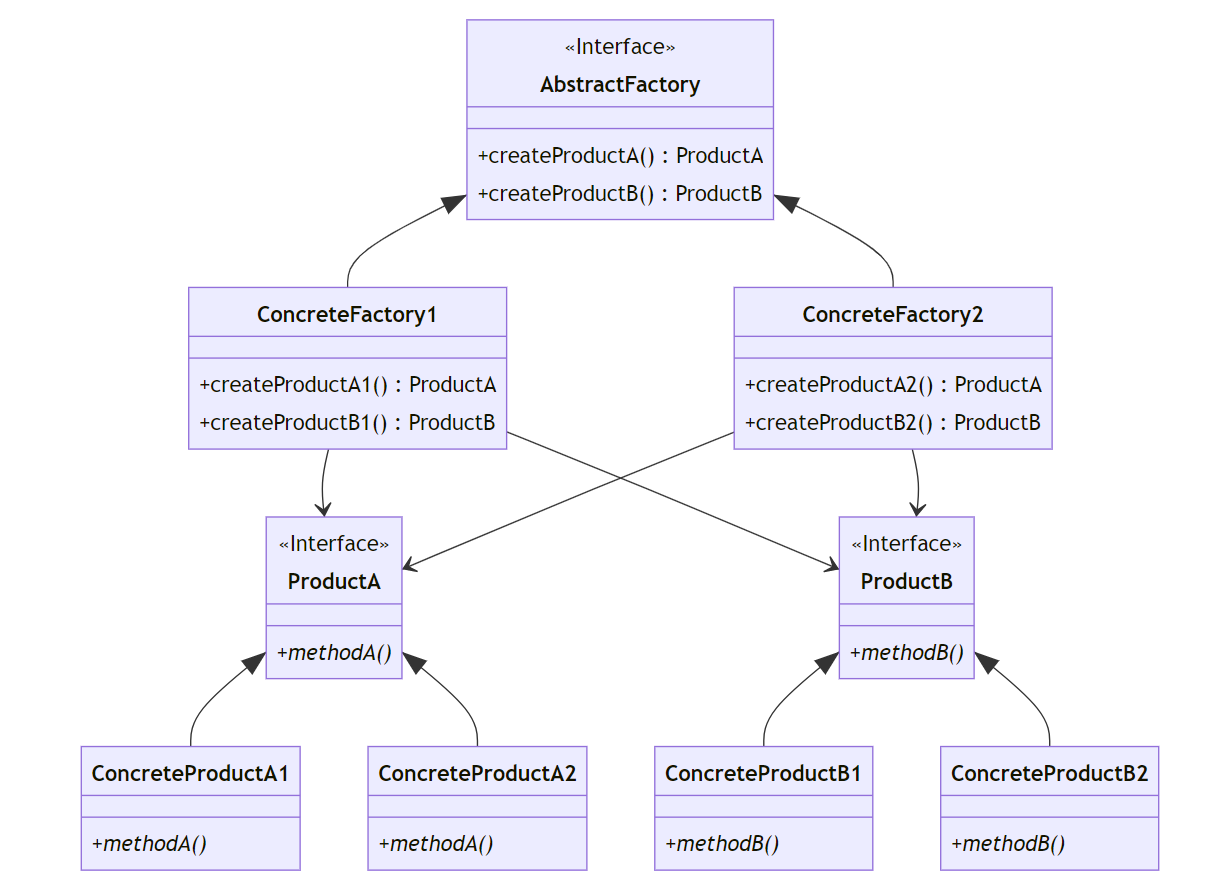 «Interface»
AbstractFactory
+createProductA() : ProductA
+createProductB() : ProductB
ConcreteFactory1
+createProductA1() : ProductA
+createProductB1() : ProductB
ConcreteFactory2
+createProductA2() : ProductA
+createProductB2() : ProductB
«Interface»
ProductA
+methodA()
«Interface»
ProductB
+methodB()
ConcreteProductA1
+methodA()
ConcreteProductA2
+methodA()
ConcreteProductB1
+methodB()
ConcreteProductB2
+methodB()